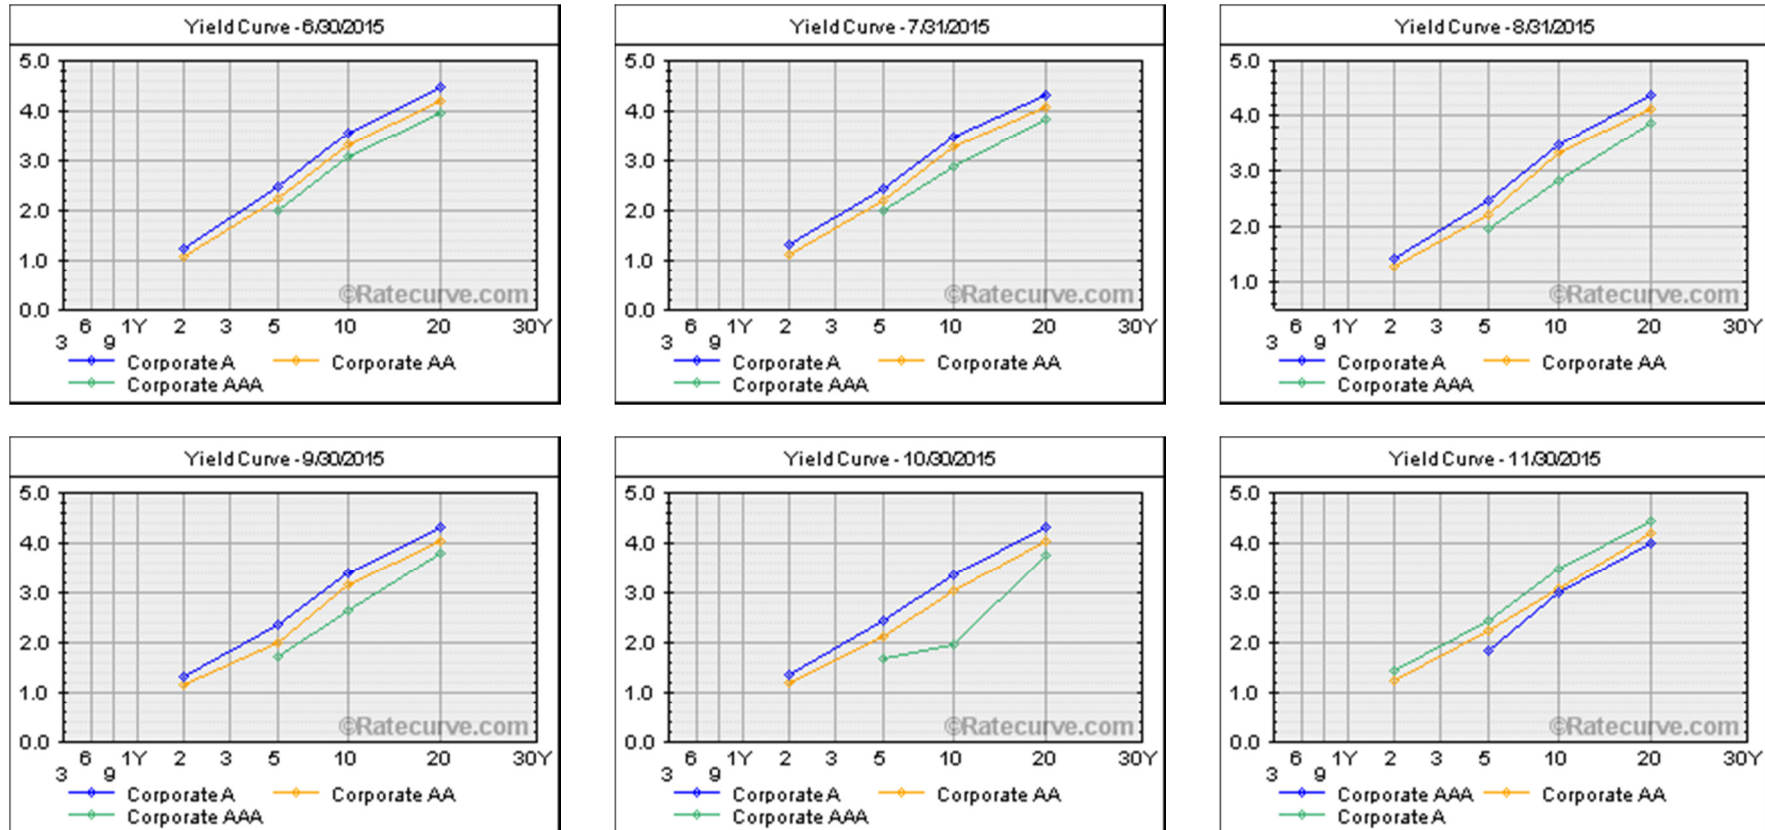 Yield Curve - 6/30/2015
5.0
4.0
3.0
2.0
1.0
0.0
©Ratecurve.com
6 1Y 2 3 5 10 20 30Y
3 9
Corporate A Corporate AA
Corporate AAA
Yield Curve - 7/31/2015
5.0
4.0
3.0
2.0
1.0
0.0
©Ratecurve.com
6 1Y 2 3 5 10 20 30Y
3 9
Corporate A Corporate AA
Corporate AAA
Yield Curve - 8/31/2015
5.0
4.0
3.0
2.0
1.0
©Ratecurve.com
6 1Y 2 3 5 10 20 30Y
3 9
Corporate A Corporate AA
Corporate AAA
Yield Curve - 9/30/2015
5.0
4.0
3.0
2.0
1.0
0.0
©Ratecurve.com
6 1Y 2 3 5 10 20 30Y
3 9
Corporate A Corporate AA
Corporate AAA
Yield Curve - 10/30/2015
5.0
4.0
3.0
2.0
1.0
0.0
©Ratecurve.com
6 1Y 2 3 5 10 20 30Y
3 9
Corporate A Corporate AA
Corporate AAA
Yield Curve - 11/30/2015
5.0
4.0
3.0
2.0
1.0
0.0
©Ratecurve.com
6 1Y 2 3 5 10 20 30Y
3 9
Corporate AAA Corporate AA
Corporate A